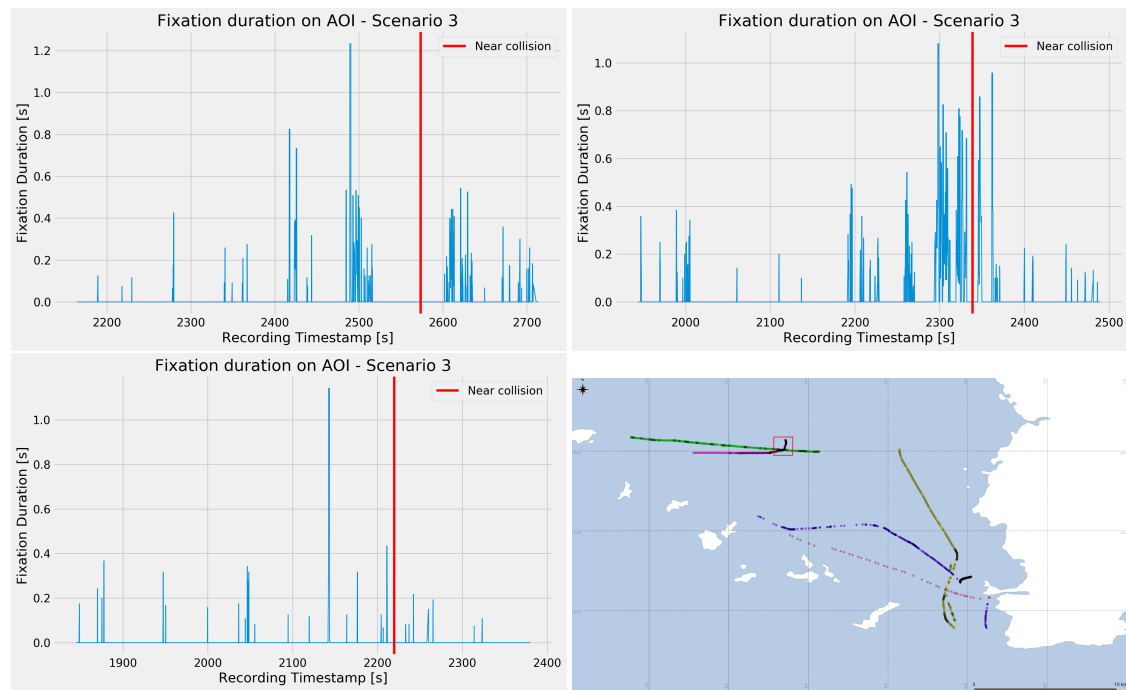 Fixation duration on AOI - Scenario 3
Near collision
Fixation Duration [s]
1.2
1.0
0.8
0.6
0.4
0.2
0.0
2200 2300 2400 2500 2600 2700
Recording Timestamp [s]
Fixation duration on AOI - Scenario 3
Near collision
Fixation Duration [s]
1.0
0.8
0.6
0.4
0.2
0.0
2000 2100 2200 2300 2400 2500
Recording Timestamp [s]
Fixation duration on AOI - Scenario 3
Near collision
Fixation Duration [s]
1.0
0.8
0.6
0.4
0.2
0.0
1900 2000 2100 2200 2300 2400
Recording Timestamp [s]
0